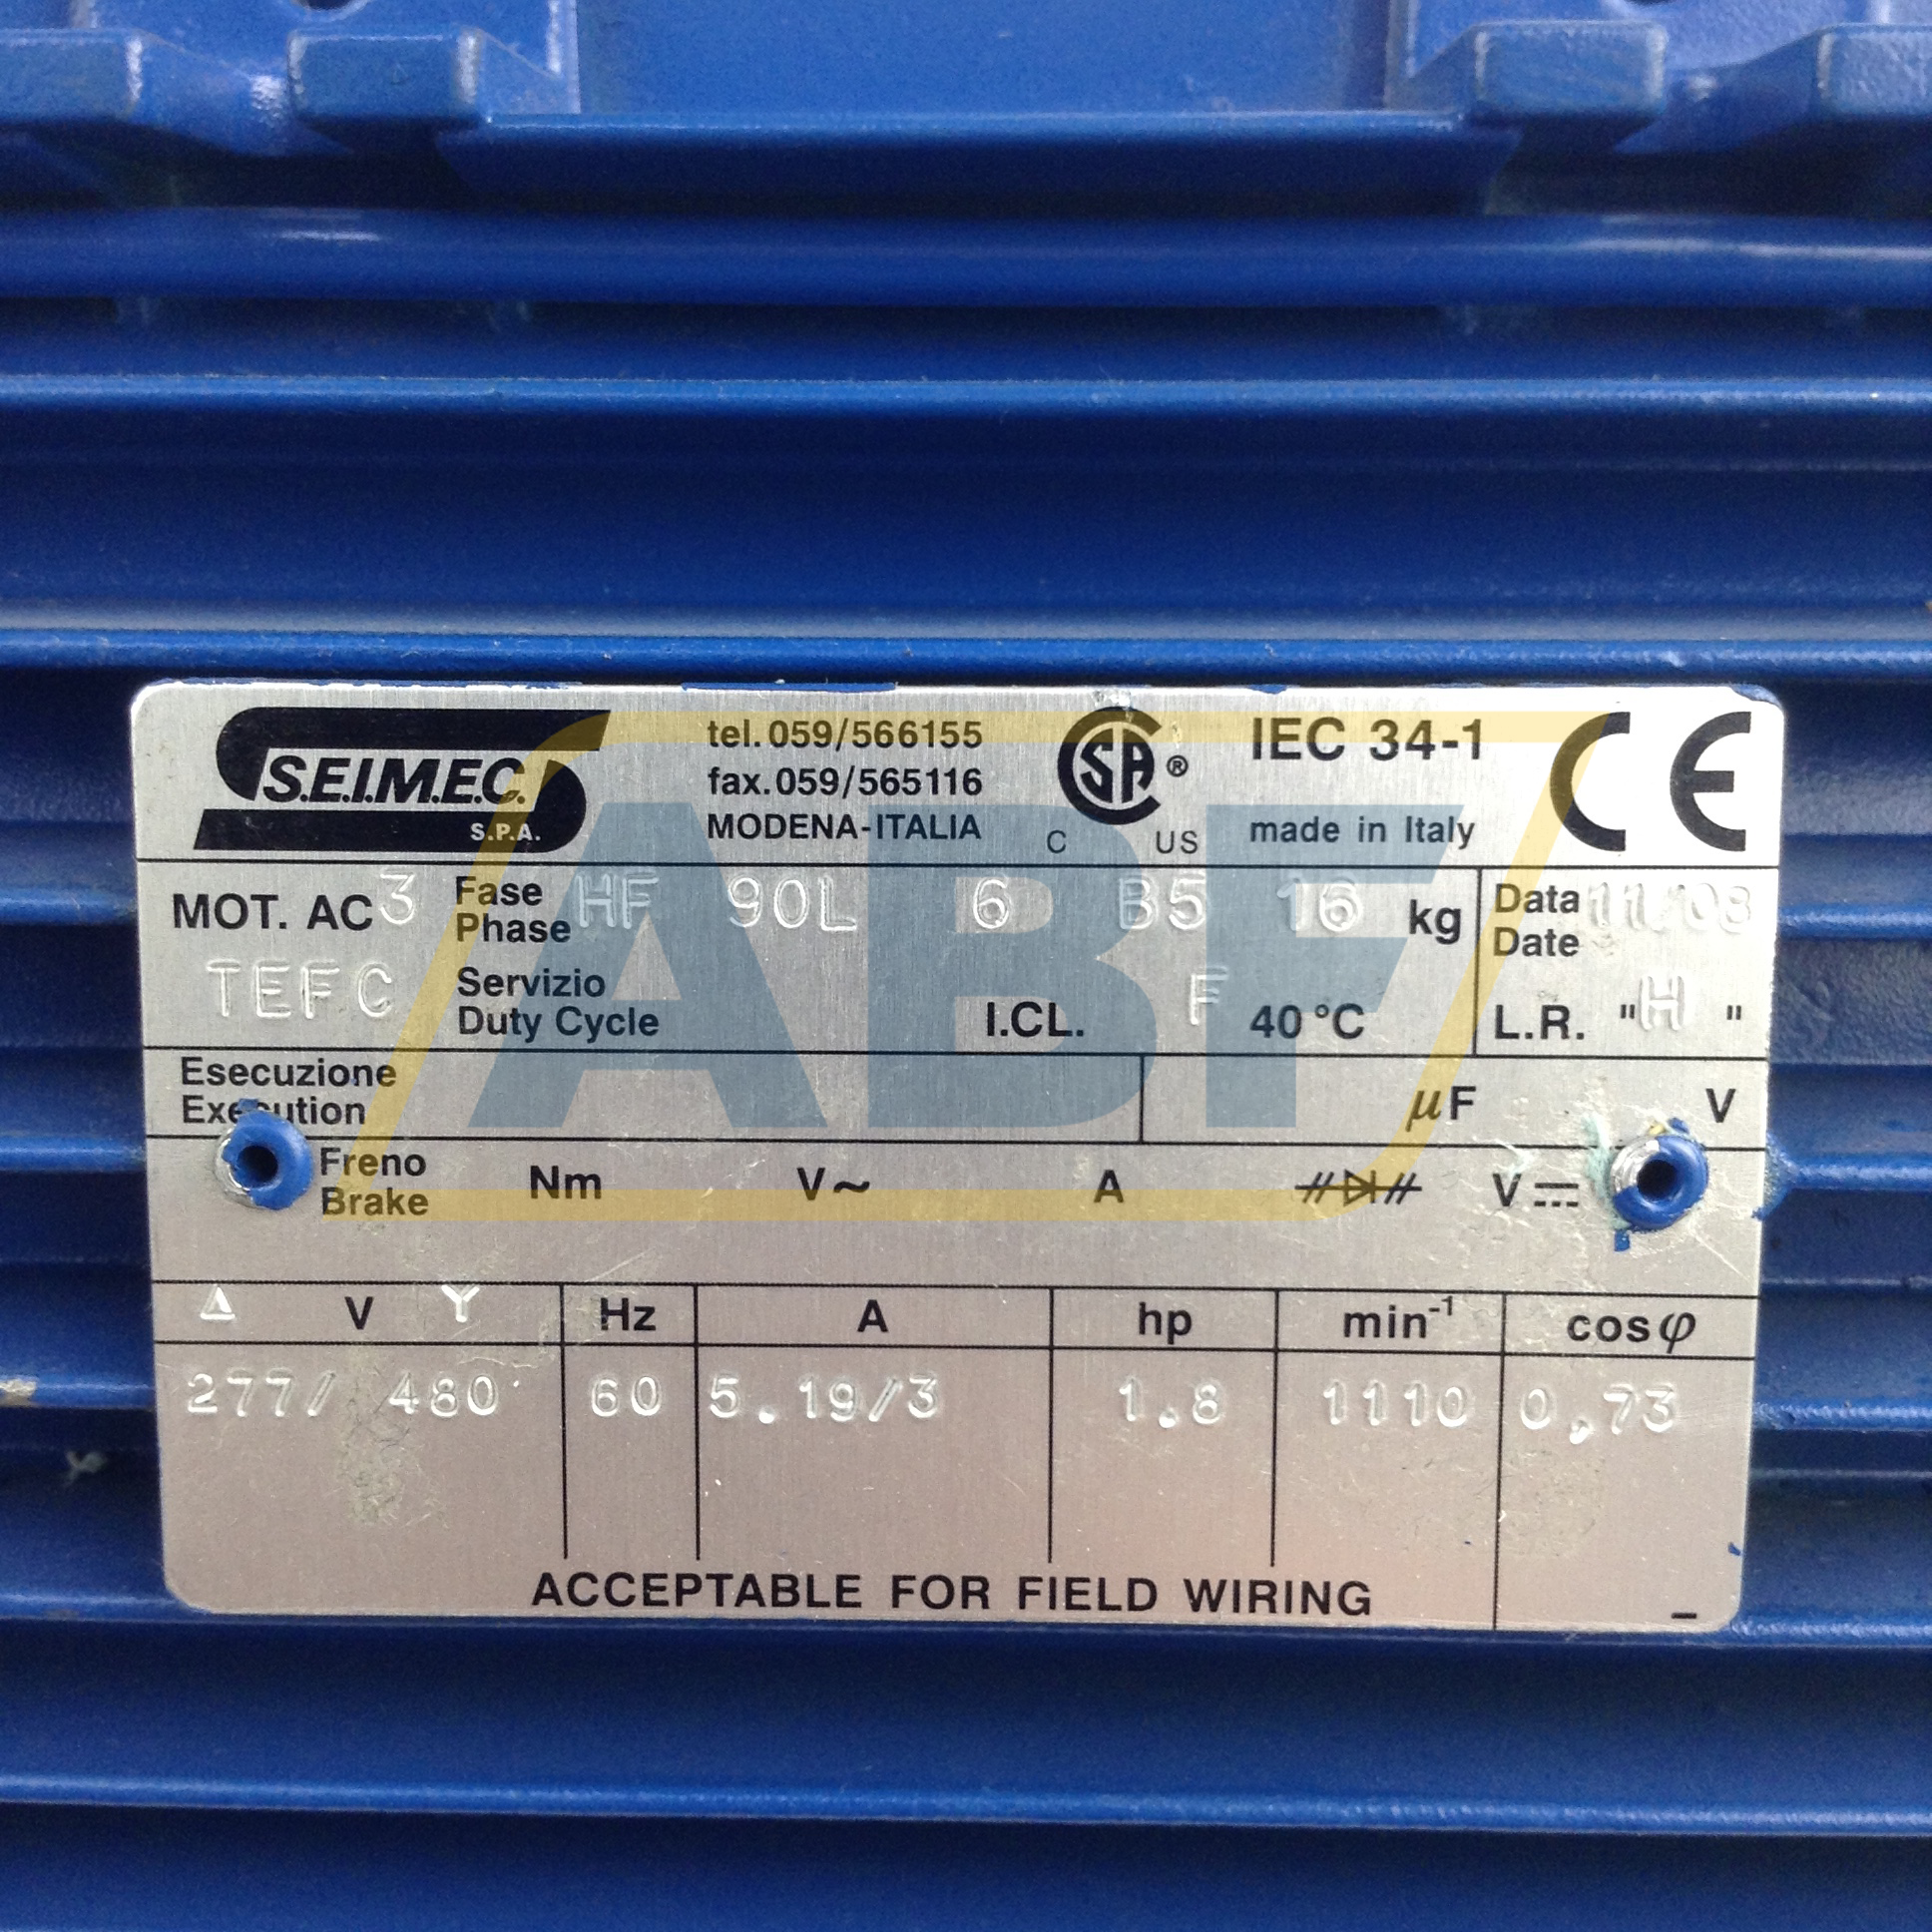 S.E.I.M.E.C.
S.P.A.
tel. 059/566155
fax. 059/565116
MODENA-ITALIA
SA ®
C US
IEC 34-1
made in Italy
CE
MOT. AC 3 Fase HF 90L 6 B5 16 kg
Phase
Data 11/08
Date
TEFC Servizio
Duty Cycle I.CL. F 40 °C
L.R. "H "
Esecuzione
Execution
µF V
Freno
Brake Nm V~ A V⎓
Δ V Y Hz A hp min⁻¹ cosφ
277/ 480 60 5.19/3 1.8 1110 0,73
ACCEPTABLE FOR FIELD WIRING
ABF